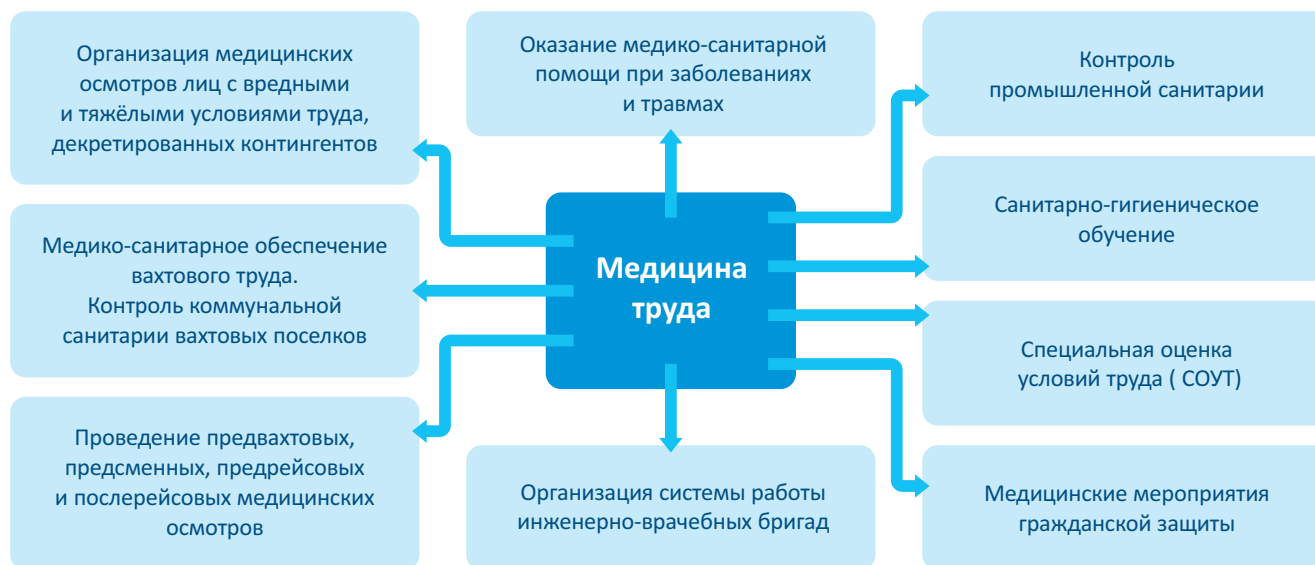 Организация медицинских
осмотров лиц с вредными
и тяжёлыми условиями труда,
декретированных контингентов
Медико-санитарное обеспечение
вахтового труда.
Контроль коммунальной
санитарии вахтовых поселков
Проведение предвахтовых,
предсменных, предрейсовых
и послерейсовых медицинских
осмотров
Оказание медико-санитарной
помощи при заболеваниях
и травмах
Медицина
труда
Организация системы работы
инженерно-врачебных бригад
Контроль
промышленной санитарии
Санитарно-гигиеническое
обучение
Специальная оценка
условий труда ( СОУТ)
Медицинские мероприятия
гражданской защиты